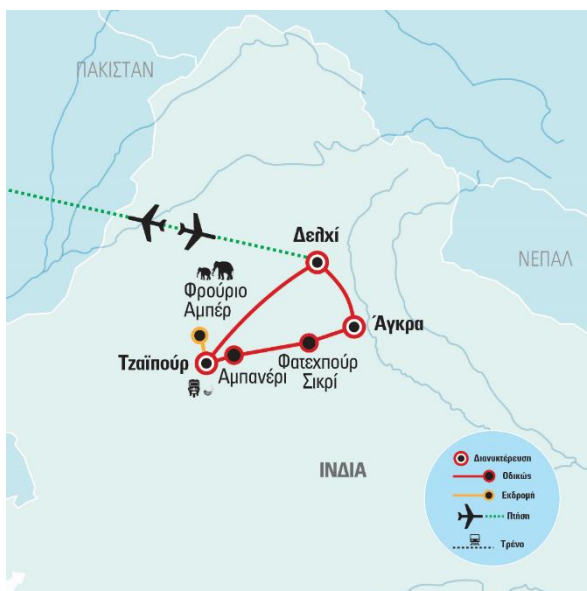 ΠΑΚΙΣΤΑΝ
ΝΕΠΑΛ
Δελχί
Φρούριο
Αμπέρ
Άγκρα
Τζαϊπούρ
Αμπανέρι
Φατεχπούρ
Σικρί
ΙΝΔΙΑ
Διανυκτέρευση
Οδικώς
Εκδρομή
Πτήση
Τρένο